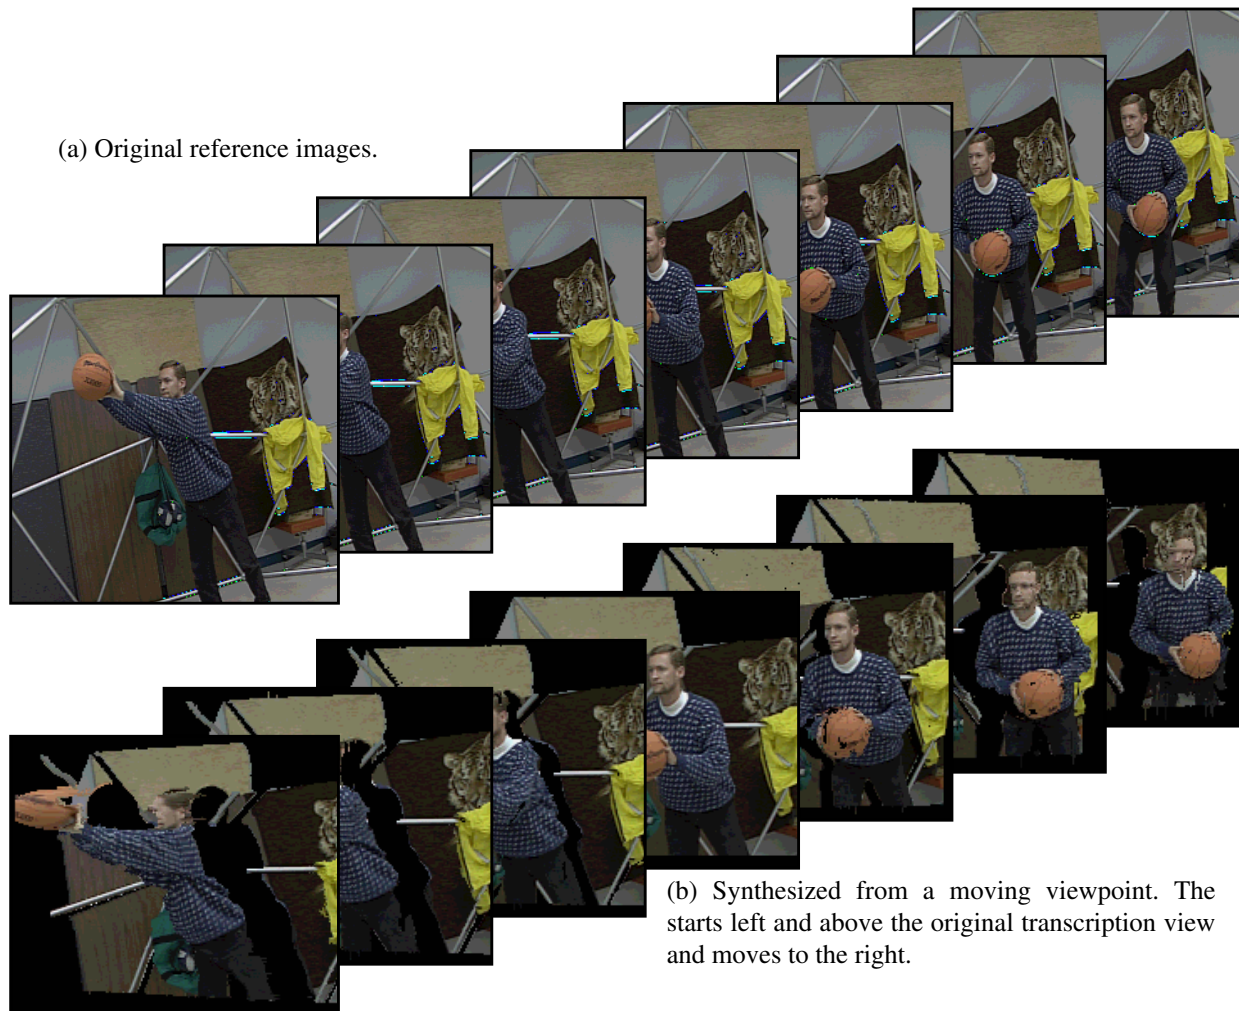 (a) Original reference images.
(b) Synthesized from a moving viewpoint. The
starts left and above the original transcription view
and moves to the right.